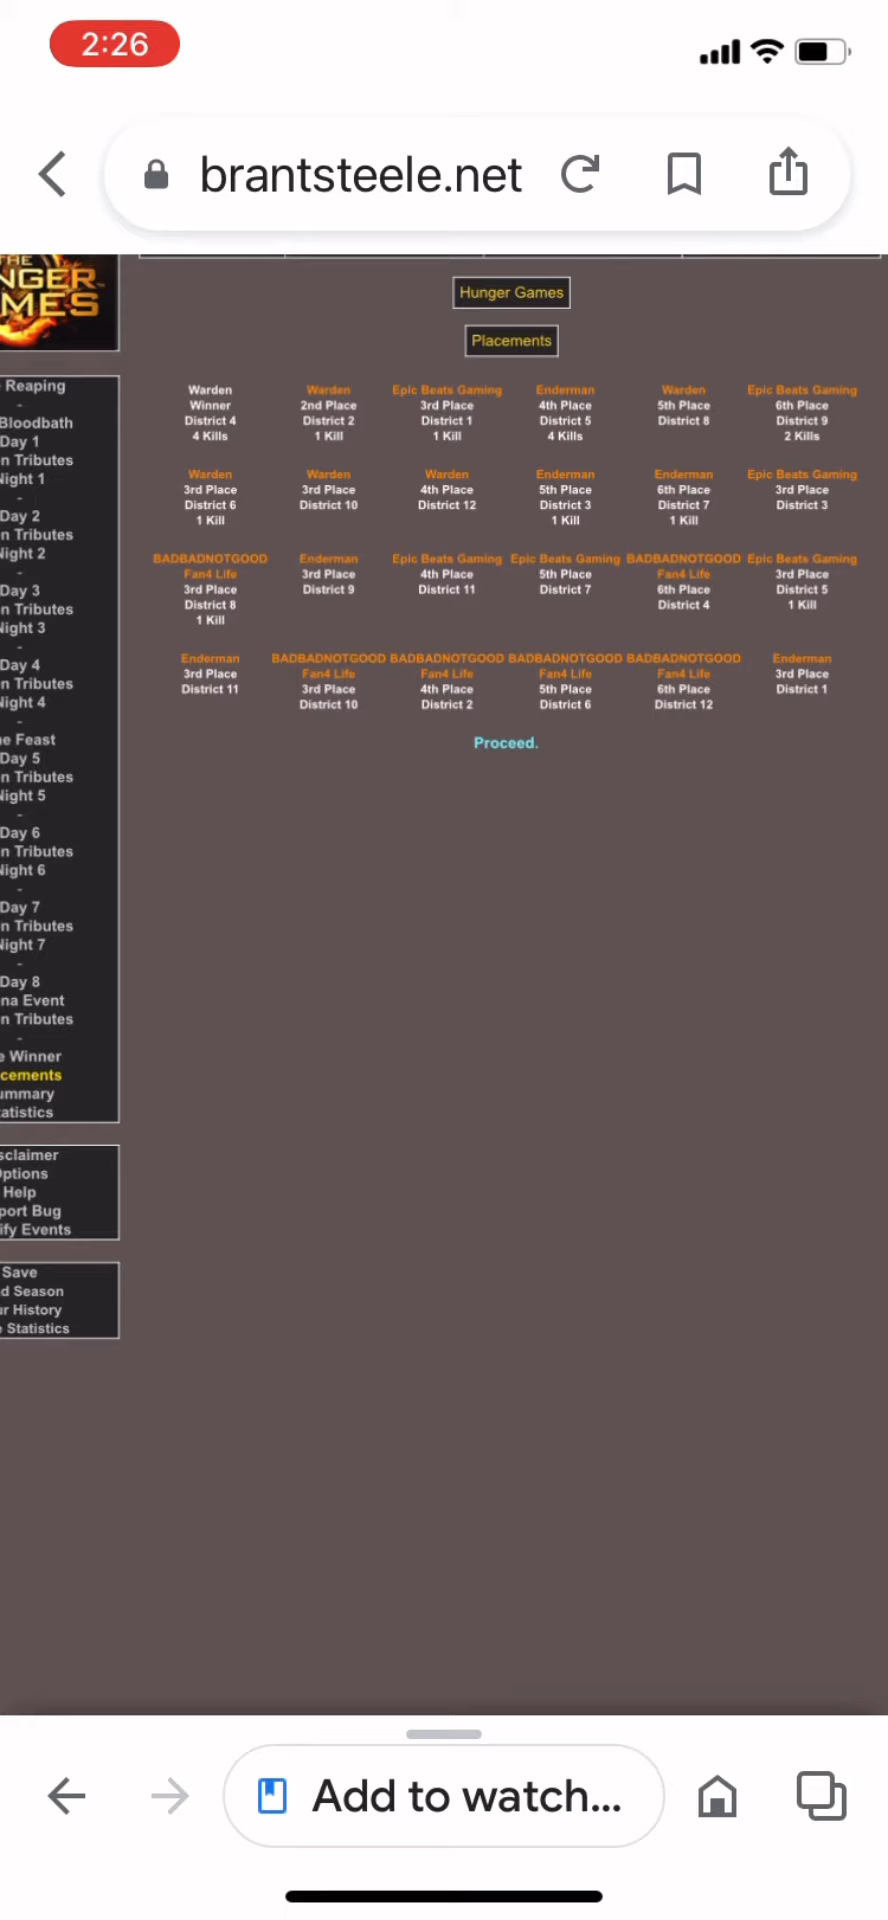 2:26
brantsteele.net
THE
NGER
MES
Hunger Games
Placements
Reaping
-
Bloodbath
Day 1
n Tributes
Night 1
-
Day 2
n Tributes
Night 2
-
Day 3
n Tributes
Night 3
-
Day 4
n Tributes
Night 4
-
e Feast
Day 5
n Tributes
Night 5
-
Day 6
n Tributes
Night 6
-
Day 7
n Tributes
Night 7
-
Day 8
na Event
n Tributes
-
e Winner
cements
ummary
atistics
sclaimer
ptions
Help
port Bug
ify Events
Save
d Season
ur History
e Statistics
Warden Warden Epic Beats Gaming Enderman Warden Epic Beats Gaming
Winner 2nd Place 3rd Place 4th Place 5th Place 6th Place
District 4 District 2 District 1 District 5 District 8 District 9
4 Kills 1 Kill 1 Kill 4 Kills 2 Kills
Warden Warden Warden Enderman Enderman Epic Beats Gaming
3rd Place 3rd Place 4th Place 5th Place 6th Place 3rd Place
District 6 District 10 District 12 District 3 District 7 District 3
1 Kill 1 Kill 1 Kill
BADBADNOTGOOD Enderman Epic Beats Gaming Epic Beats Gaming BADBADNOTGOOD Epic Beats Gaming
Fan4 Life 3rd Place 4th Place 5th Place Fan4 Life 3rd Place
3rd Place District 9 District 11 District 7 6th Place District 5
District 8 District 4 1 Kill
1 Kill
Enderman BADBADNOTGOOD BADBADNOTGOOD BADBADNOTGOOD BADBADNOTGOOD Enderman
3rd Place Fan4 Life Fan4 Life Fan4 Life Fan4 Life 3rd Place
District 11 3rd Place 4th Place 5th Place 6th Place District 1
District 10 District 2 District 6 District 12
Proceed.
Add to watch...